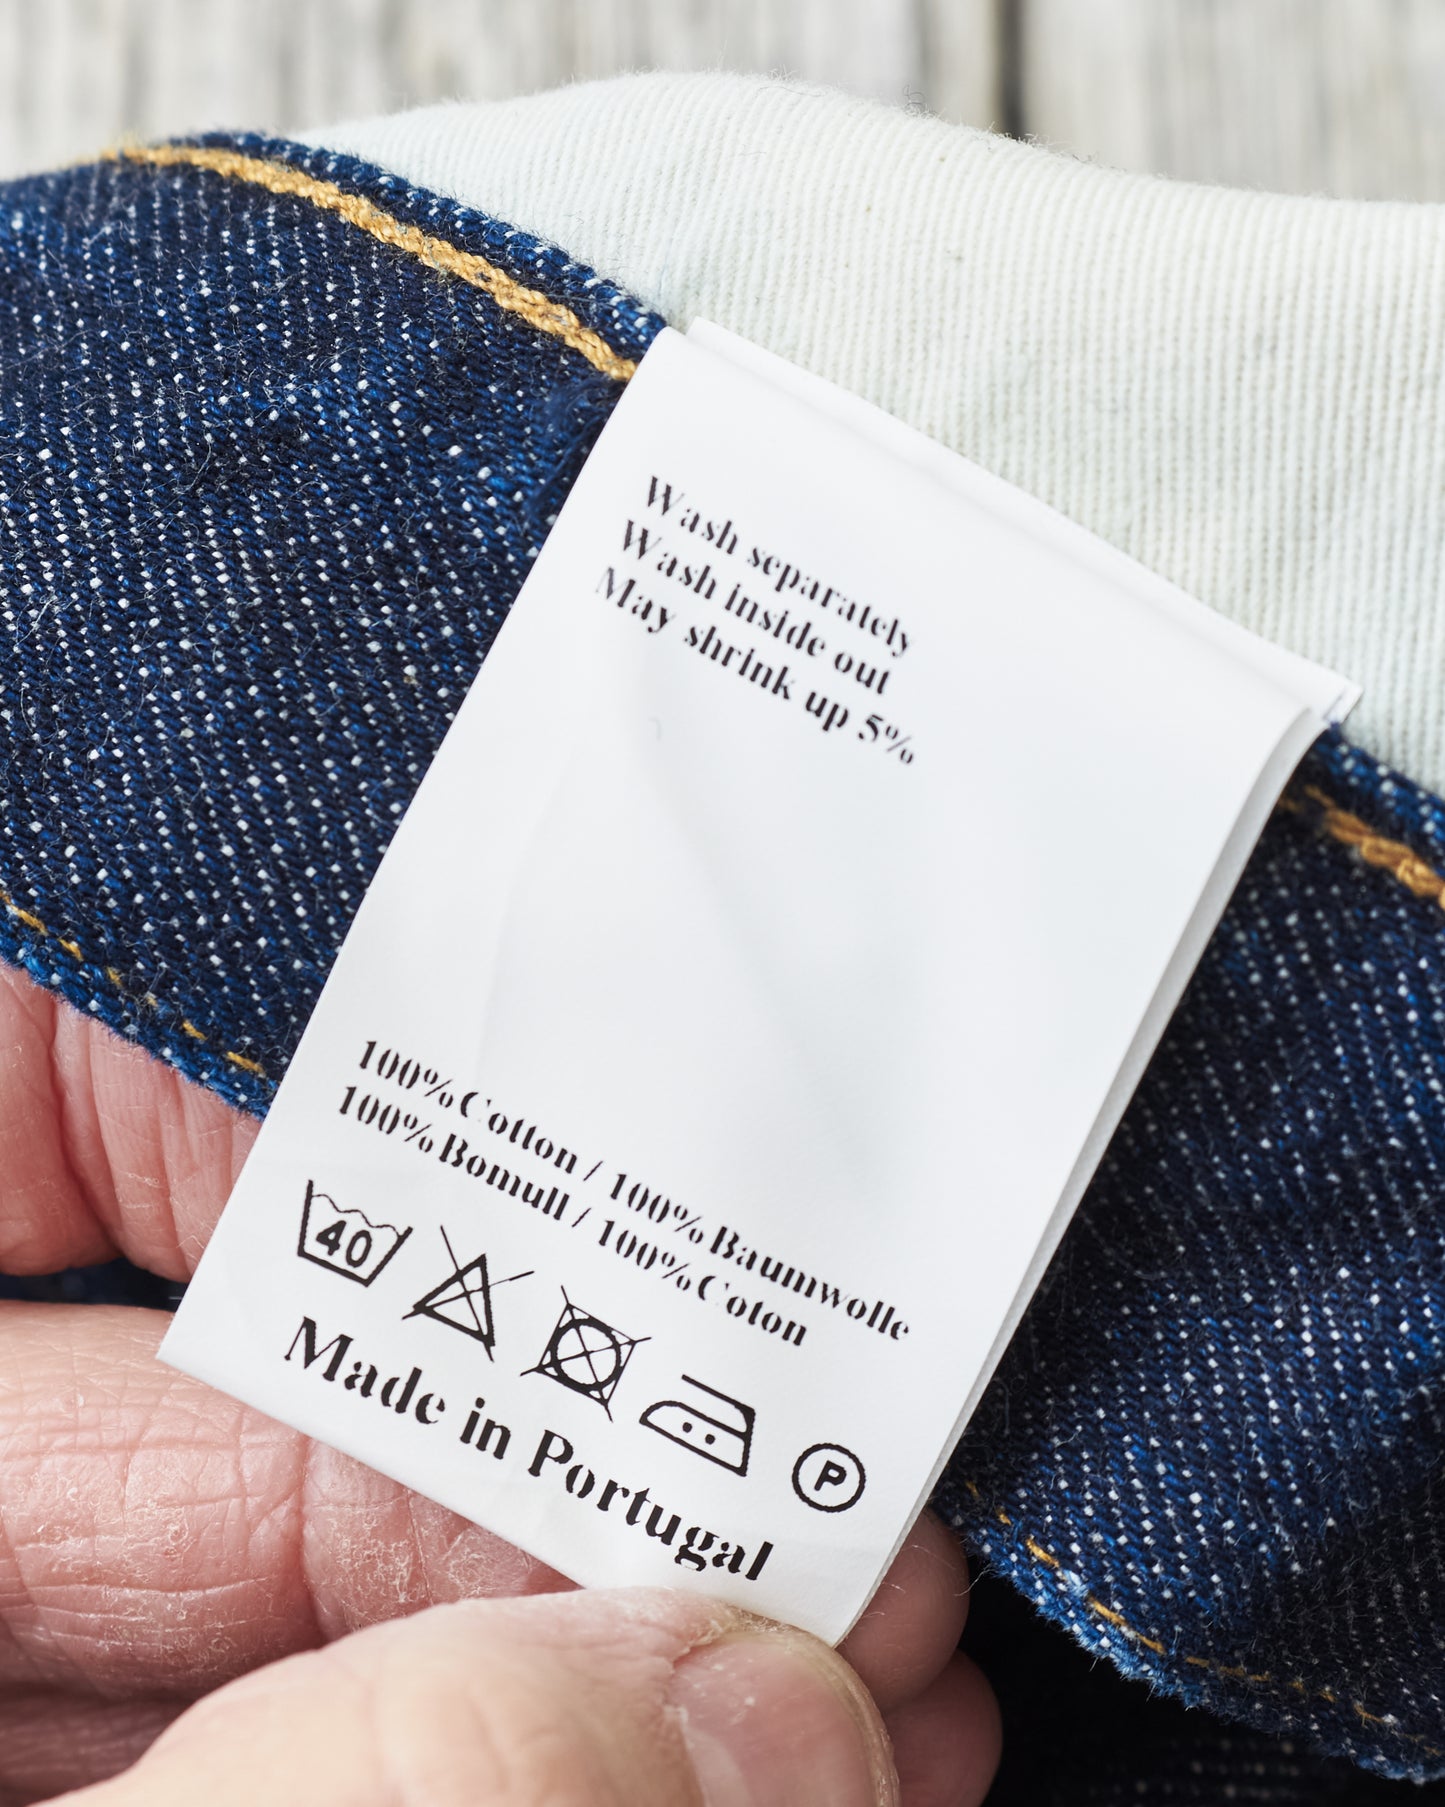 Wash separately
Wash inside out
May shrink up 5%
100% Cotton / 100% Baumwolle
100% Bomull / 100% Coton
40
P
Made in Portugal